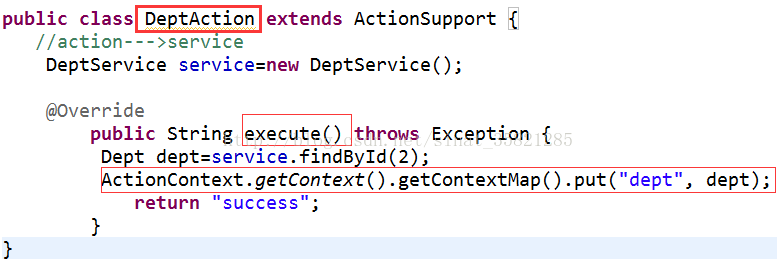 public class DeptAction extends ActionSupport {
//action--->service
DeptService service=new DeptService();
@Override
public String execute() throws Exception {
Dept dept=service.findById(2);
ActionContext.getContext().getContextMap().put("dept", dept);
return "success";
}
}